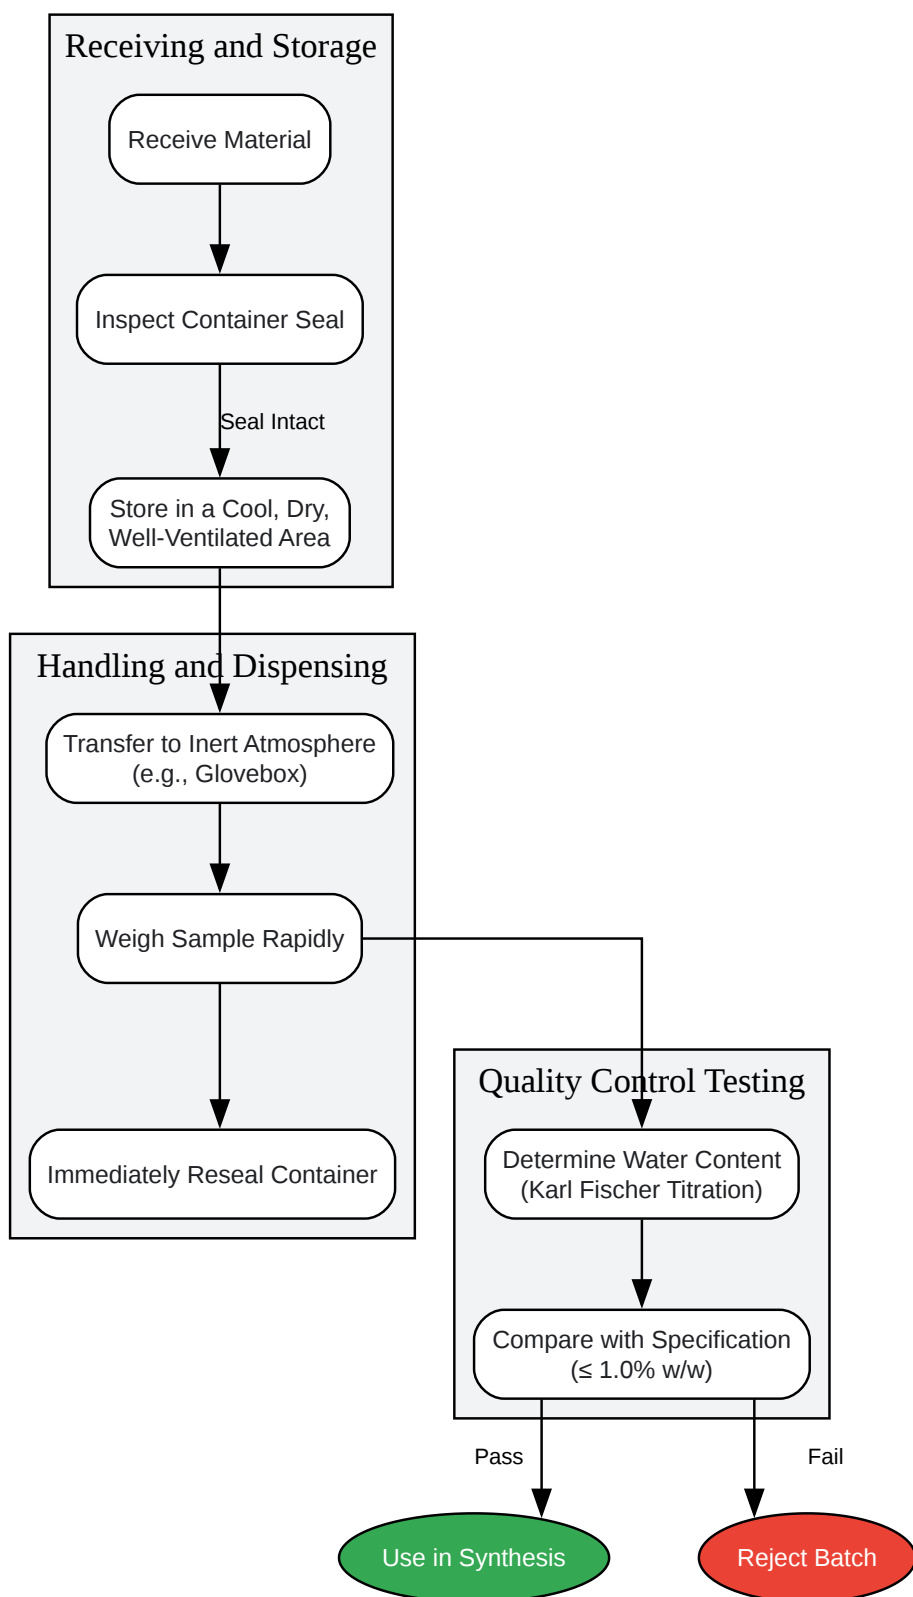 Receiving and Storage
Receive Material
Inspect Container Seal
Seal Intact
Store in a Cool, Dry,
Well-Ventilated Area
Handling and Dispensing
Transfer to Inert Atmosphere
(e.g., Glovebox)
Weigh Sample Rapidly
Immediately Reseal Container
Quality Control Testing
Determine Water Content
(Karl Fischer Titration)
Compare with Specification
(≤ 1.0% w/w)
Pass
Fail
Use in Synthesis
Reject Batch